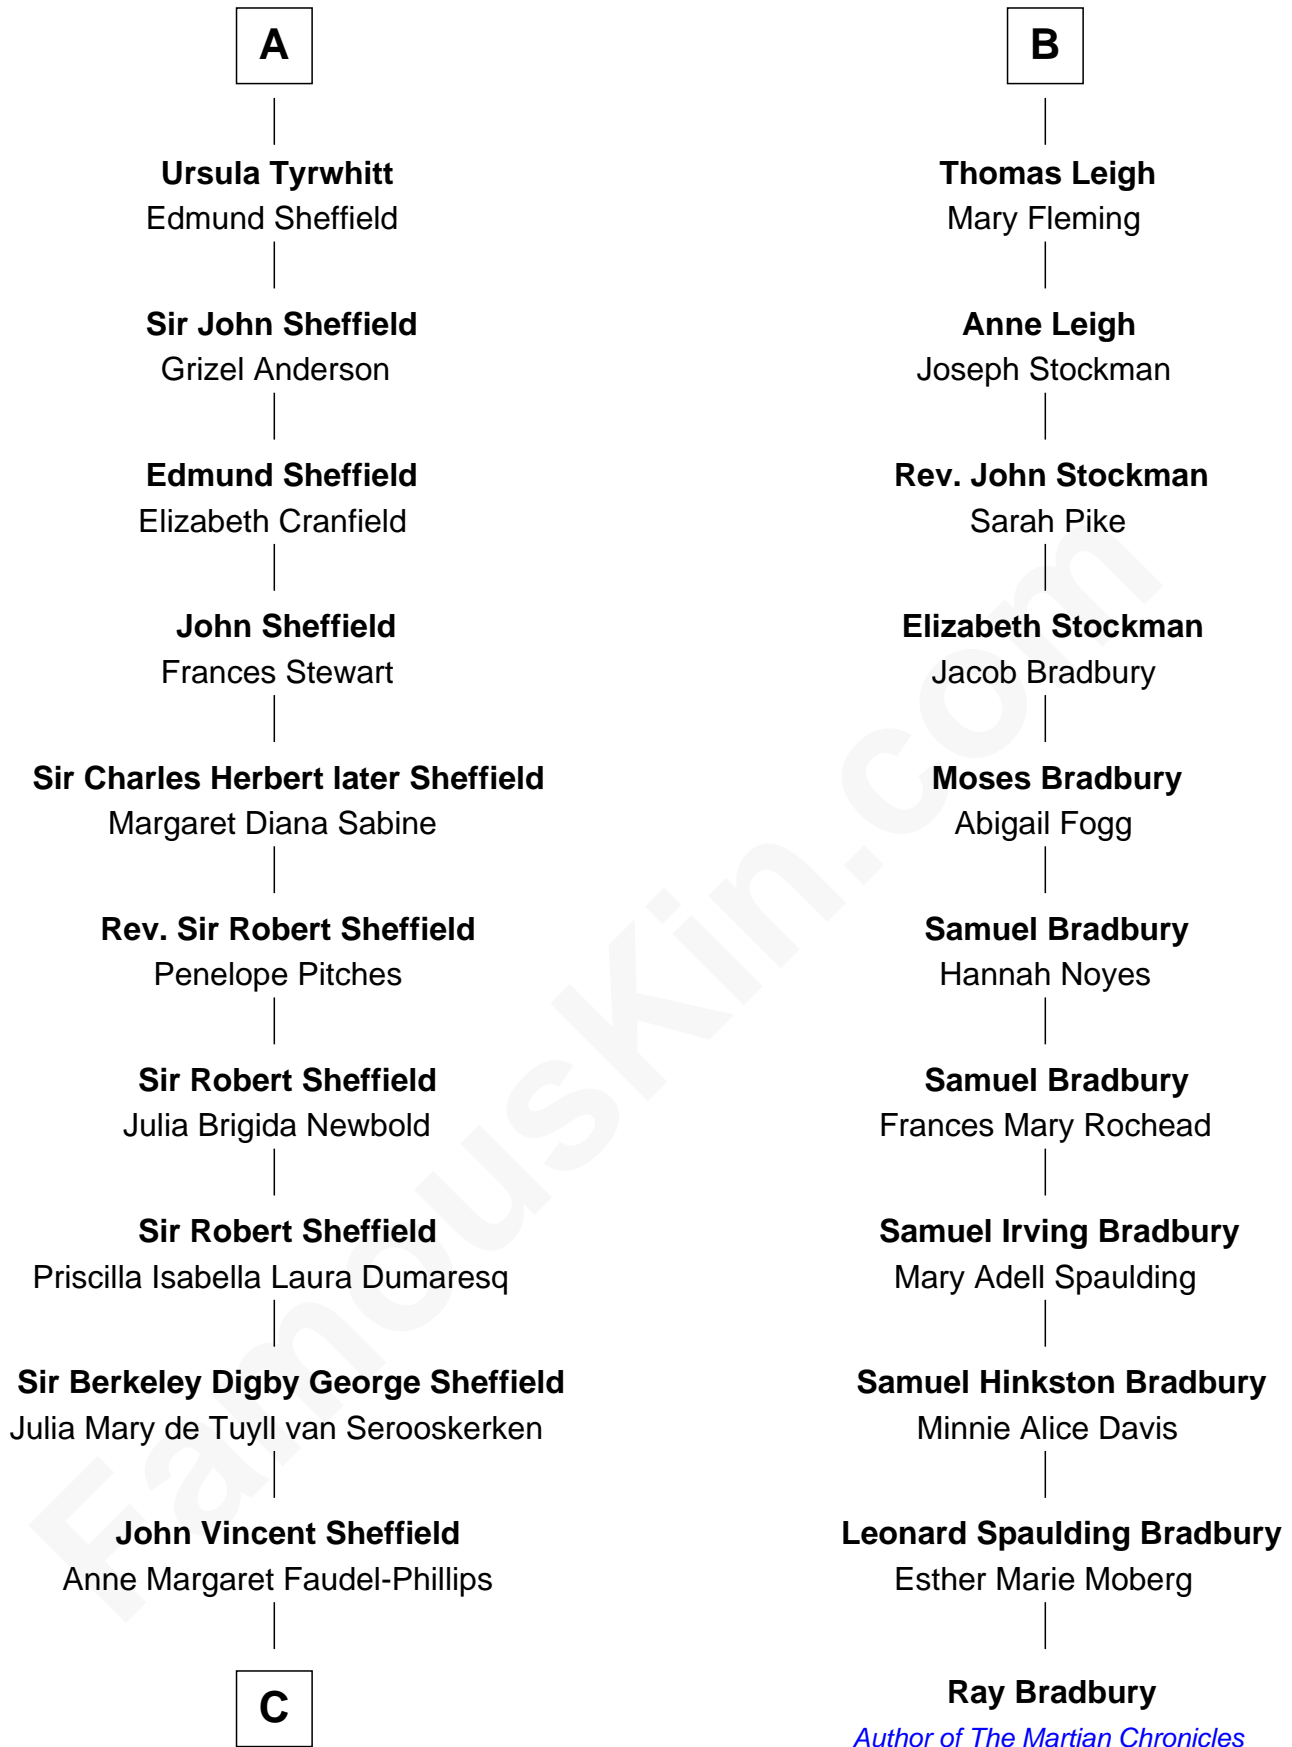 A
Ursula Tyrwhitt
Edmund Sheffield
Sir John Sheffield
Grizel Anderson
Edmund Sheffield
Elizabeth Cranfield
John Sheffield
Frances Stewart
Sir Charles Herbert later Sheffield
Margaret Diana Sabine
Rev. Sir Robert Sheffield
Penelope Pitches
Sir Robert Sheffield
Julia Brigida Newbold
Sir Robert Sheffield
Priscilla Isabella Laura Dumaresq
Sir Berkeley Digby George Sheffield
Julia Mary de Tuyll van Serooskerken
John Vincent Sheffield
Anne Margaret Faudel-Phillips
C
B
Thomas Leigh
Mary Fleming
Anne Leigh
Joseph Stockman
Rev. John Stockman
Sarah Pike
Elizabeth Stockman
Jacob Bradbury
Moses Bradbury
Abigail Fogg
Samuel Bradbury
Hannah Noyes
Samuel Bradbury
Frances Mary Rochead
Samuel Irving Bradbury
Mary Adell Spaulding
Samuel Hinkston Bradbury
Minnie Alice Davis
Leonard Spaulding Bradbury
Esther Marie Moberg
Ray Bradbury
Author of The Martian Chronicles
FamousKin.com